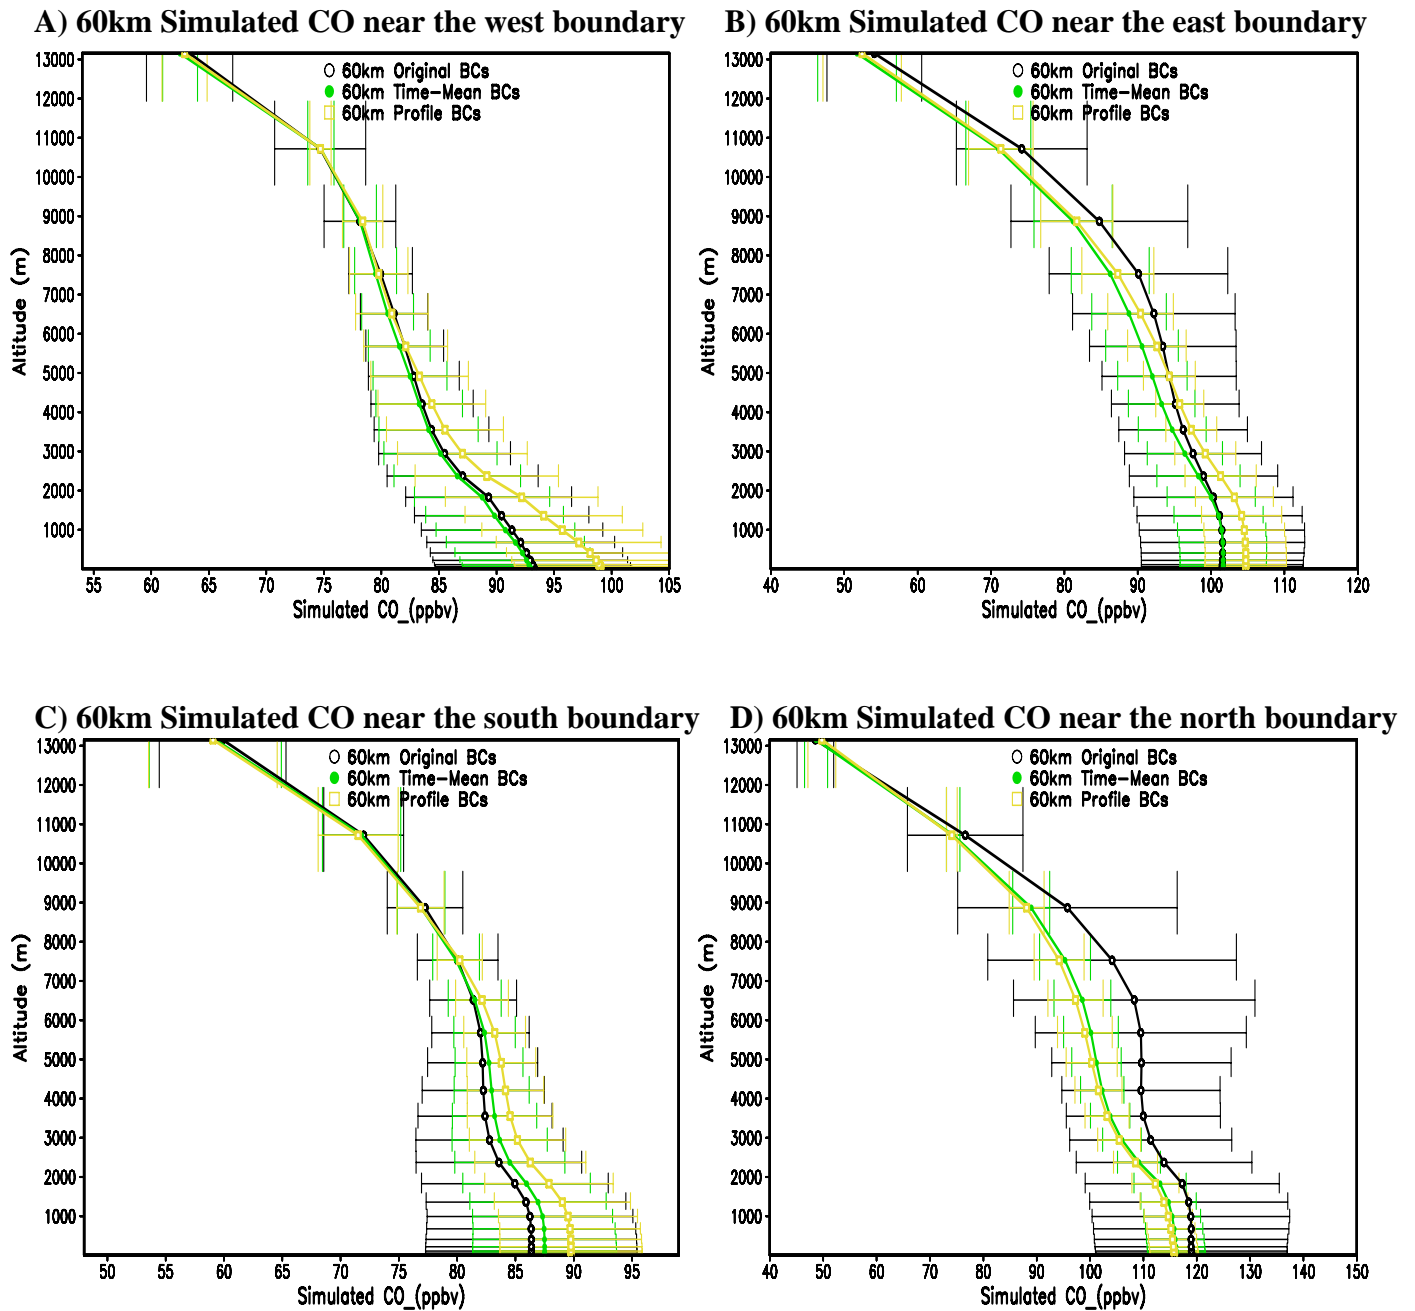 A) 60km Simulated CO near the west boundary
13000
12000
11000
10000
9000
8000
7000
6000
5000
4000
3000
2000
1000
Altitude (m)
60km Original BCs
60km Time-Mean BCs
60km Profile BCs
55 60 65 70 75 80 85 90 95 100 105
Simulated CO_(ppbv)
B) 60km Simulated CO near the east boundary
13000
12000
11000
10000
9000
8000
7000
6000
5000
4000
3000
2000
1000
Altitude (m)
60km Original BCs
60km Time-Mean BCs
60km Profile BCs
40 50 60 70 80 90 100 110 120
Simulated CO_(ppbv)
C) 60km Simulated CO near the south boundary
13000
12000
11000
10000
9000
8000
7000
6000
5000
4000
3000
2000
1000
Altitude (m)
60km Original BCs
60km Time-Mean BCs
60km Profile BCs
50 55 60 65 70 75 80 85 90 95
Simulated CO_(ppbv)
D) 60km Simulated CO near the north boundary
13000
12000
11000
10000
9000
8000
7000
6000
5000
4000
3000
2000
1000
Altitude (m)
60km Original BCs
60km Time-Mean BCs
60km Profile BCs
40 50 60 70 80 90 100 110 120 130 140 150
Simulated CO_(ppbv)